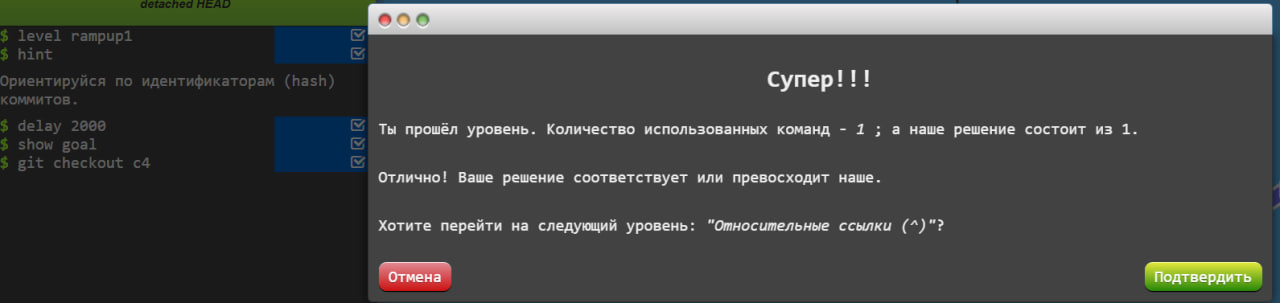 detached HEAD
$ level rampup1
$ hint
Ориентируйся по идентификаторам (hash)
коммитов.
$ delay 2000
$ show goal
$ git checkout c4
Супер!!!
Ты прошёл уровень. Количество использованных команд - 1 ; а наше решение состоит из 1.
Отлично! Ваше решение соответствует или превосходит наше.
Хотите перейти на следующий уровень: "Относительные ссылки (^)"?
Отмена
Подтвердить